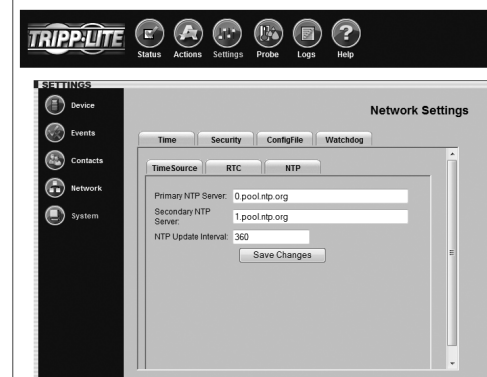 TRIPP·LITE
Status Actions Settings Probe Logs Help
SETTINGS
Device
Events
Contacts
Network
System
Network Settings
Time Security ConfigFile Watchdog
TimeSource RTC NTP
Primary NTP Server: 0.pool.ntp.org
Secondary NTP
Server: 1.pool.ntp.org
NTP Update Interval: 360
Save Changes